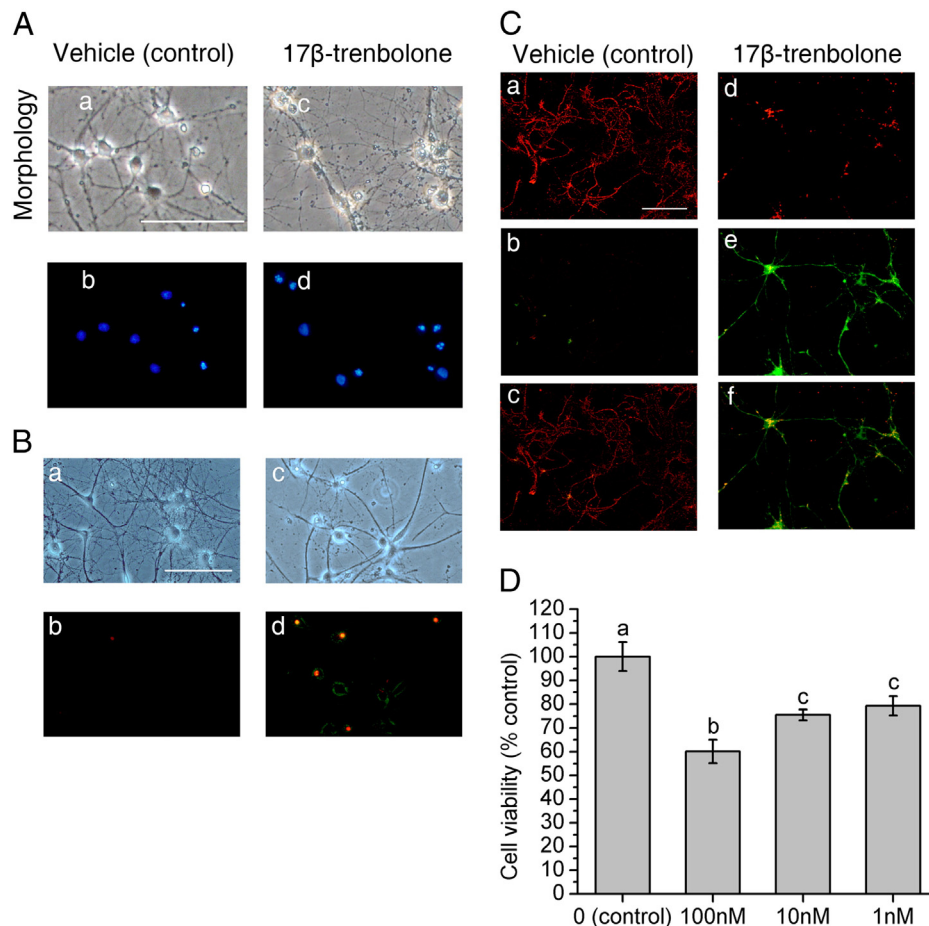 A
Vehicle (control) 17β-trenbolone
Morphology
a
c
b
d
B
a
c
b
d
C
Vehicle (control) 17β-trenbolone
a
d
b
e
c
f
D
Cell viability (% control)
120
110
100
90
80
75
60
50
40
30
20
10
0
a
b
c
c
0 (control) 100nM 10nM 1nM